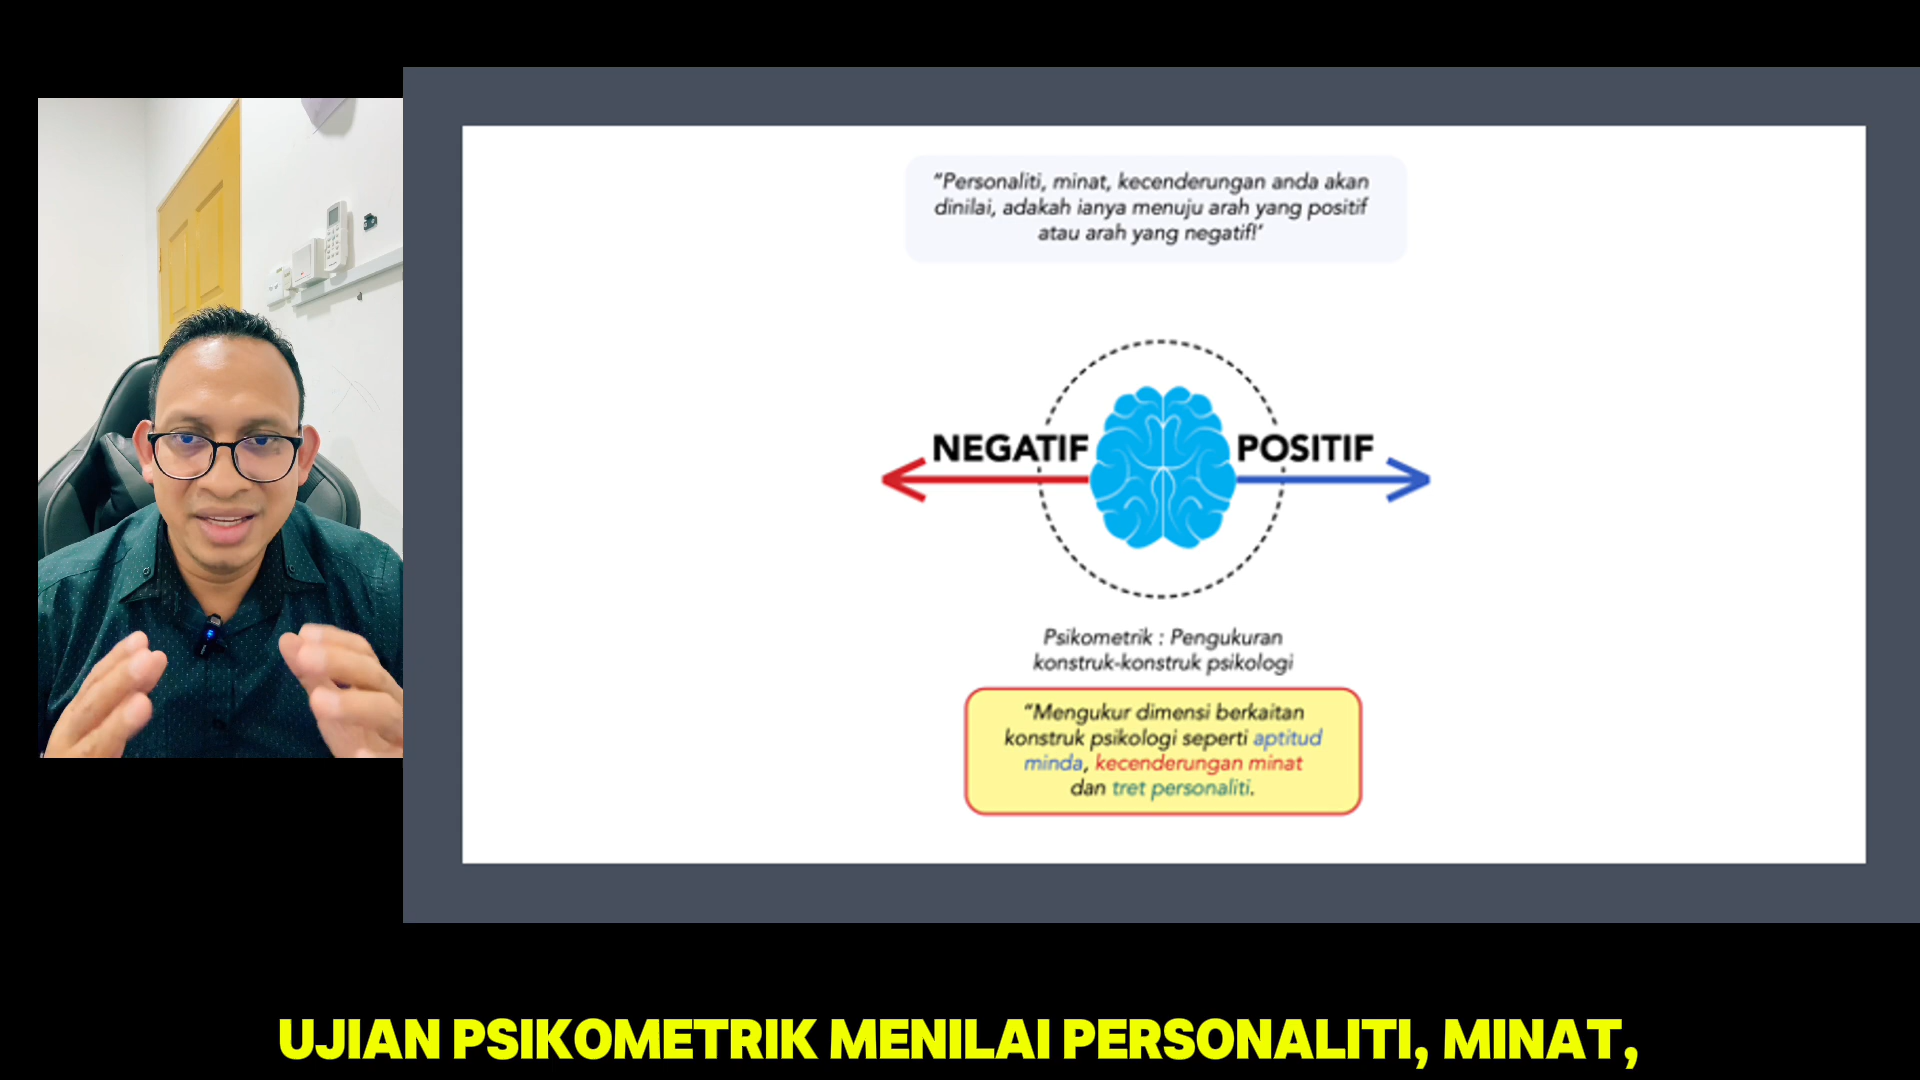 “Personaliti, minat, kecenderungan anda akan
dinilai, adakah ianya menuju arah yang positif
atau arah yang negatif!’
NEGATIF
POSITIF
Psikometrik : Pengukuran
konstruk-konstruk psikologi
“Mengukur dimensi berkaitan
konstruk psikologi seperti aptitud
minda, kecenderungan minat
dan tret personaliti.
UJIAN PSIKOMETRIK MENILAI PERSONALITI, MINAT,